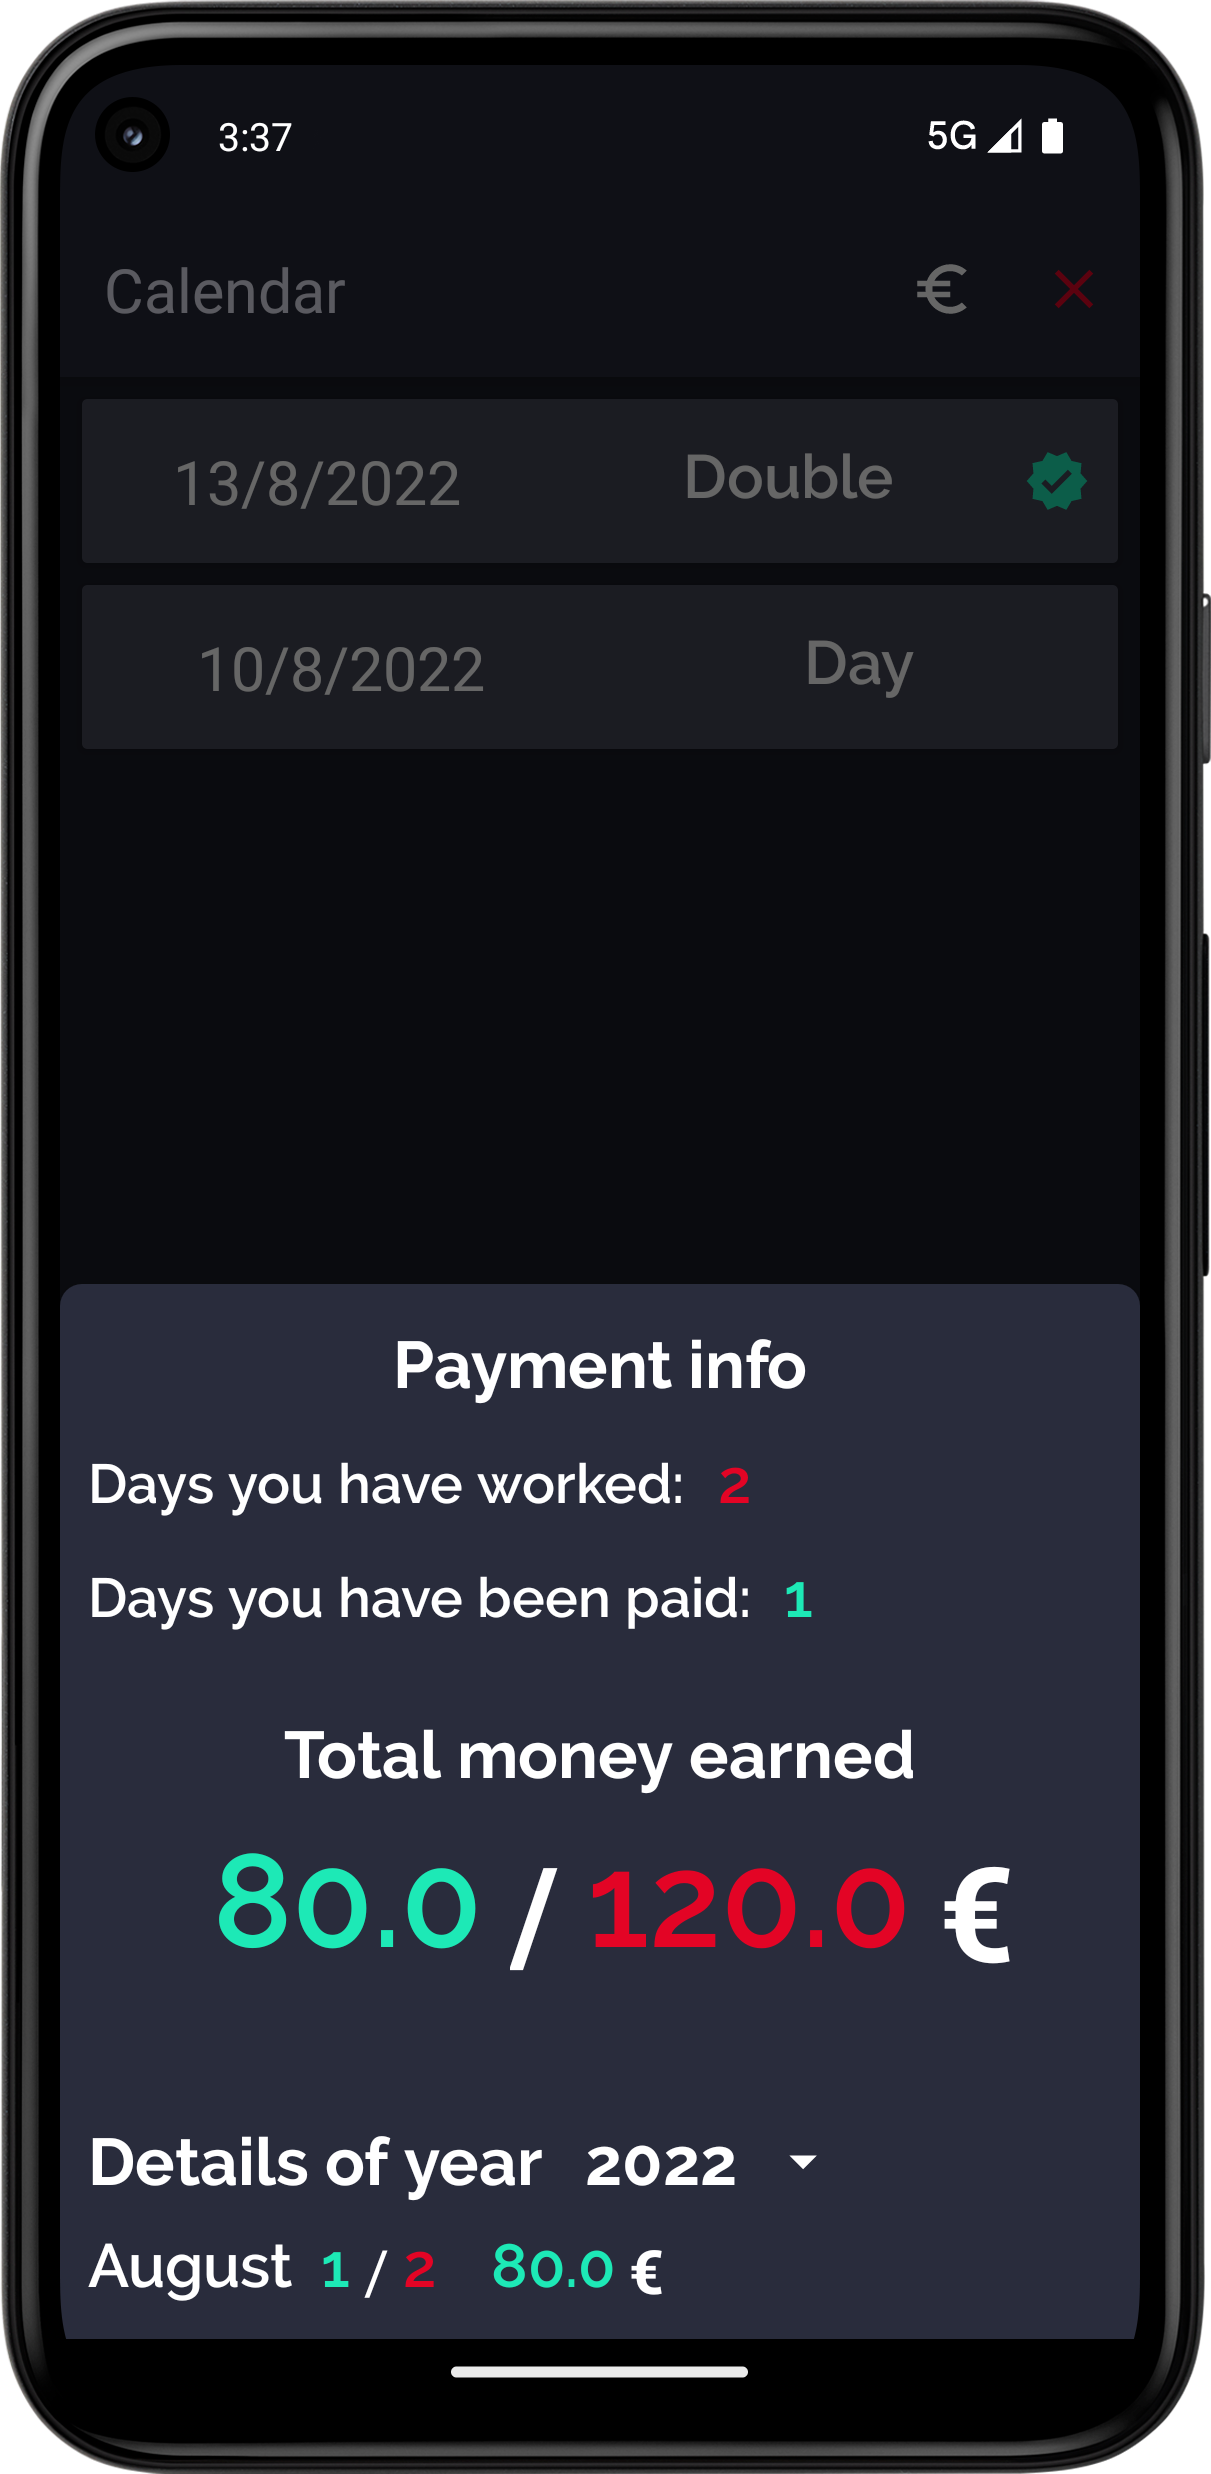 3:37 5G
Calendar €
13/8/2022 Double
10/8/2022 Day
Payment info
Days you have worked: 2
Days you have been paid: 1
Total money earned
80.0 / 120.0 €
Details of year 2022
August 1 / 2 80.0 €